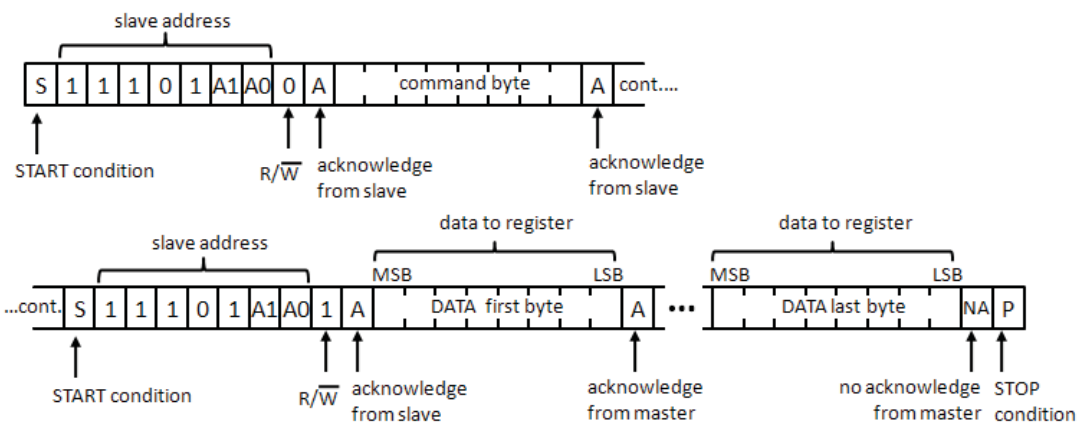 slave address
S 1 1 1 0 1 A1 A0 0 A command byte A cont....
START condition
R/W̅
acknowledge
from slave
acknowledge
from slave
data to register
data to register
slave address
MSB LSB MSB LSB
...cont. S 1 1 1 0 1 A1 A0 1 A DATA first byte A ••• DATA last byte NA P
START condition
R/W̅
acknowledge
from slave
acknowledge
from master
no acknowledge
from master
STOP
condition